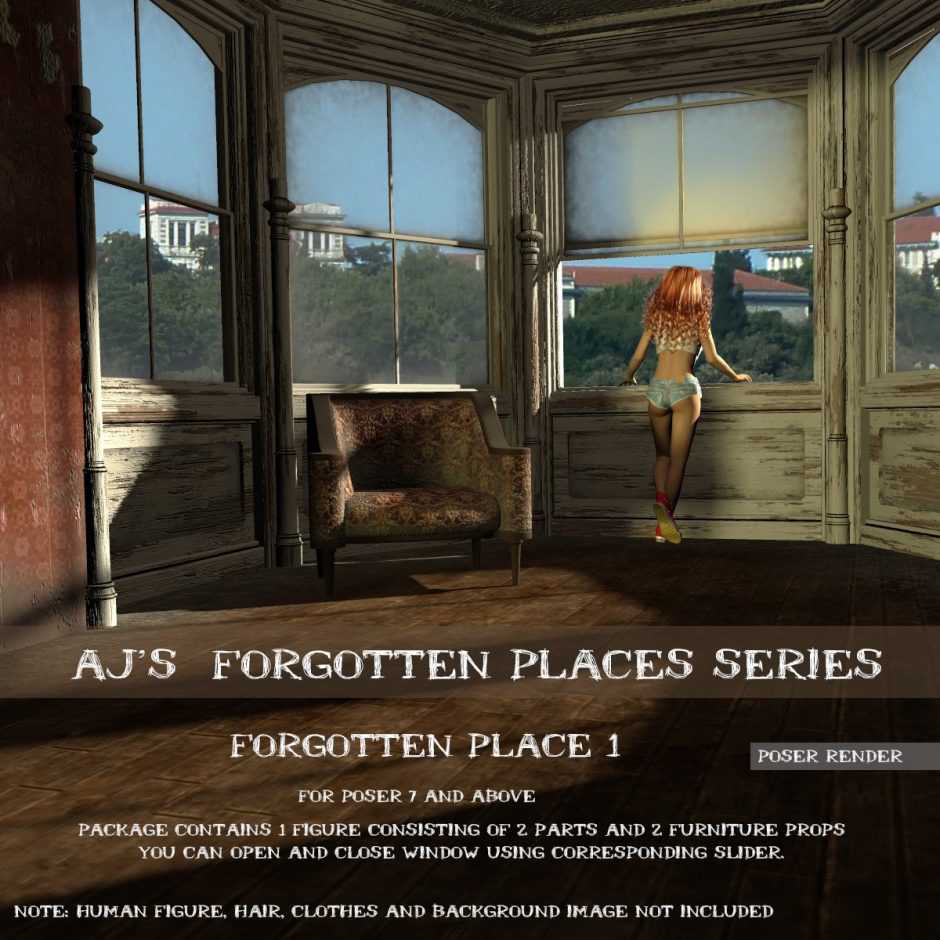 AJ'S FORGOTTEN PLACES SERIES
FORGOTTEN PLACE 1
POSER RENDER
FOR POSER 7 AND ABOVE
PACKAGE CONTAINS 1 FIGURE CONSISTING OF 2 PARTS AND 2 FURNITURE PROPS
YOU CAN OPEN AND CLOSE WINDOW USING CORRESPONDING SLIDER.
NOTE: HUMAN FIGURE, HAIR, CLOTHES AND BACKGROUND IMAGE NOT INCLUDED